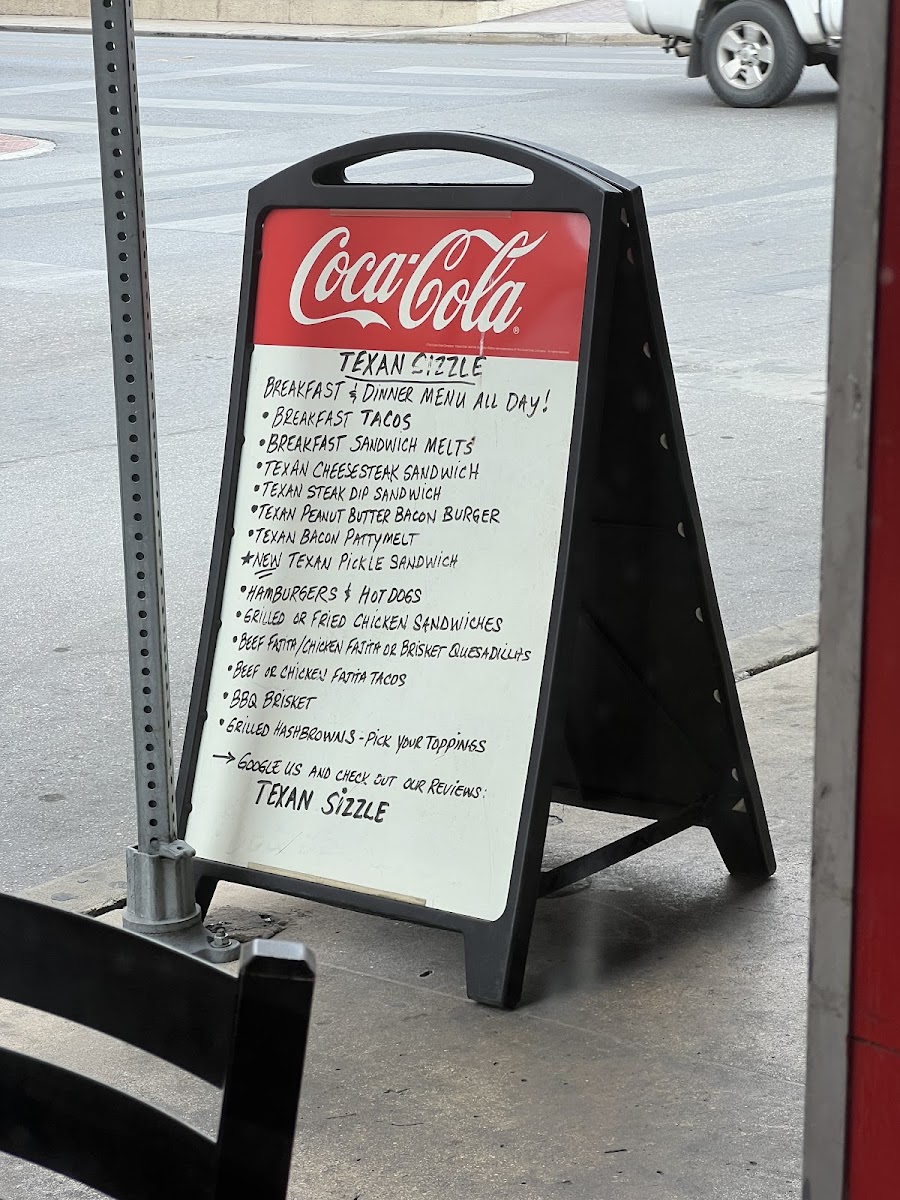 Coca-Cola
TEXAN SIZZLE
BREAKFAST & DINNER MENU ALL DAY!
• BREAKFAST TACOS
• BREAKFAST SANDWICH MELTS
• TEXAN CHEESESTEAK SANDWICH
• TEXAN STEAK DIP SANDWICH
• TEXAN PEANUT BUTTER BACON BURGER
• TEXAN BACON PATTYMELT
★ NEW TEXAN PICKLE SANDWICH
• HAMBURGERS & HOT DOGS
• GRILLED OR FRIED CHICKEN SANDWICHES
• BEEF FAJITA/CHICKEN FAJITA OR BRISKET QUESADILLAS
• BEEF OR CHICKEN FAJITA TACOS
• BBQ BRISKET
• GRILLED HASHBROWNS - PICK YOUR TOPPINGS
→ GOOGLE US AND CHECK OUT OUR REVIEWS:
TEXAN SIZZLE